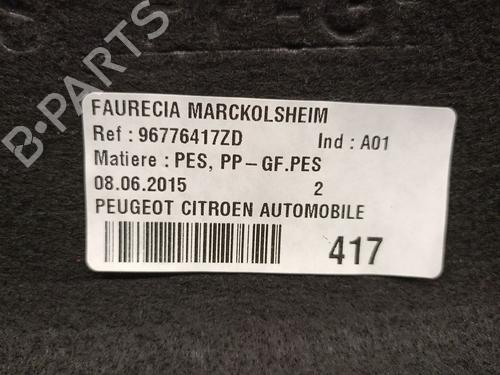 FAURECIA MARCKOLSHEIM
Ref : 96776417ZD Ind : A01
Matiere : PES, PP-GF.PES
08.06.2015 2
PEUGEOT CITROEN AUTOMOBILE
417